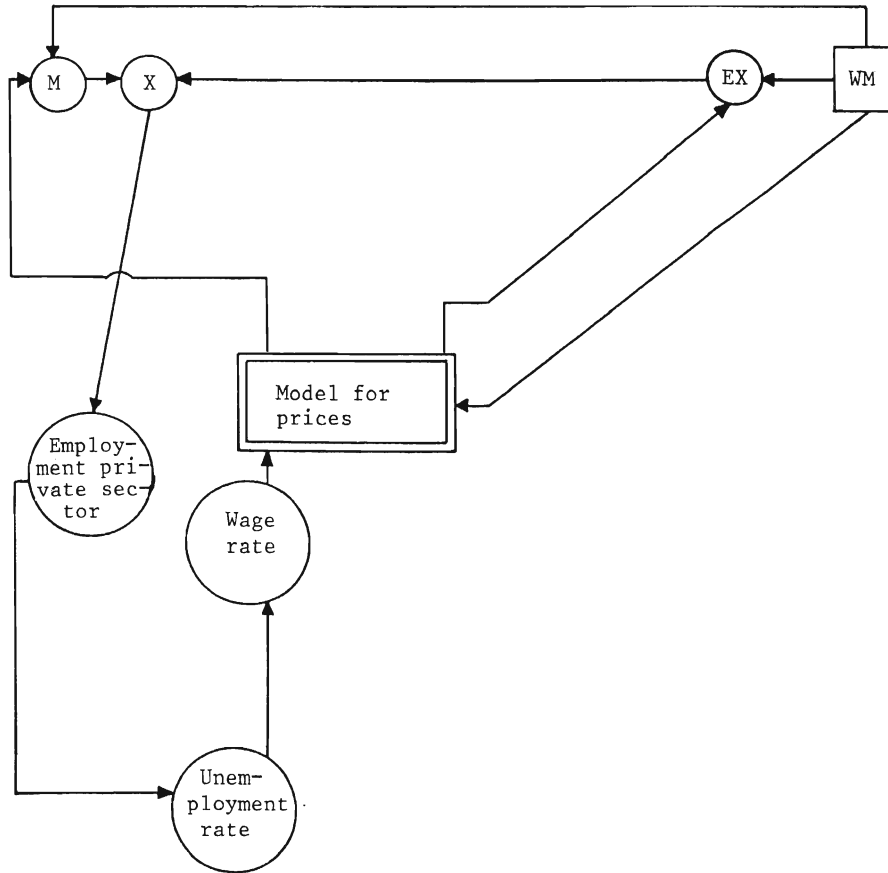 M
X
EX
WM
Model for
prices
Employ-
ment pri-
vate sec-
tor
Wage
rate
Unem-
ployment
rate